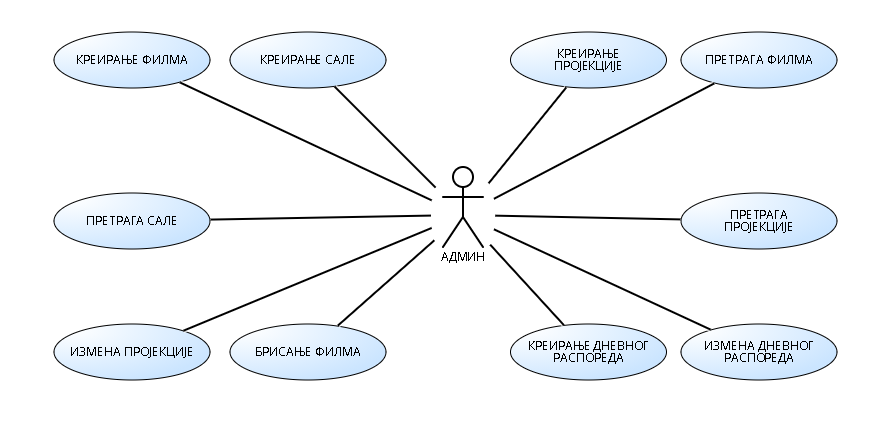 КРЕИРАЊЕ ФИЛМА
КРЕИРАЊЕ САЛЕ
КРЕИРАЊЕ
ПРОЈЕКЦИЈЕ
ПРЕТРАГА ФИЛМА
ПРЕТРАГА САЛЕ
ПРЕТРАГА
ПРОЈЕКЦИЈЕ
АДМИН
ИЗМЕНА ПРОЈЕКЦИЈЕ
БРИСАЊЕ ФИЛМА
КРЕИРАЊЕ ДНЕВНОГ
РАСПОРЕДА
ИЗМЕНА ДНЕВНОГ
РАСПОРЕДА